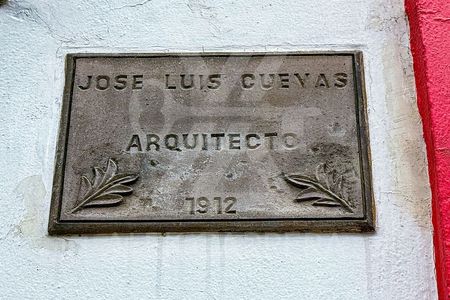 JOSE LUIS CUEVAS
ARQUITECTO
1912